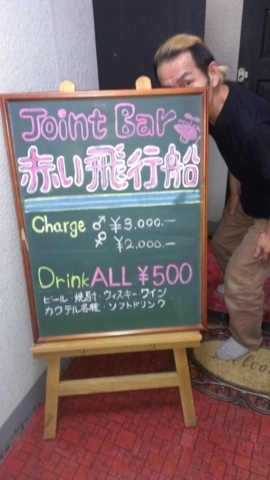 Joint Bar
赤い飛行船
Charge ♂ ¥3.000.—
♀ ¥2.000.—
Drink ALL ¥500
ビール・焼酎・ウィスキー・ワイン
カクテル各種・ソフトドリンク
Welcome